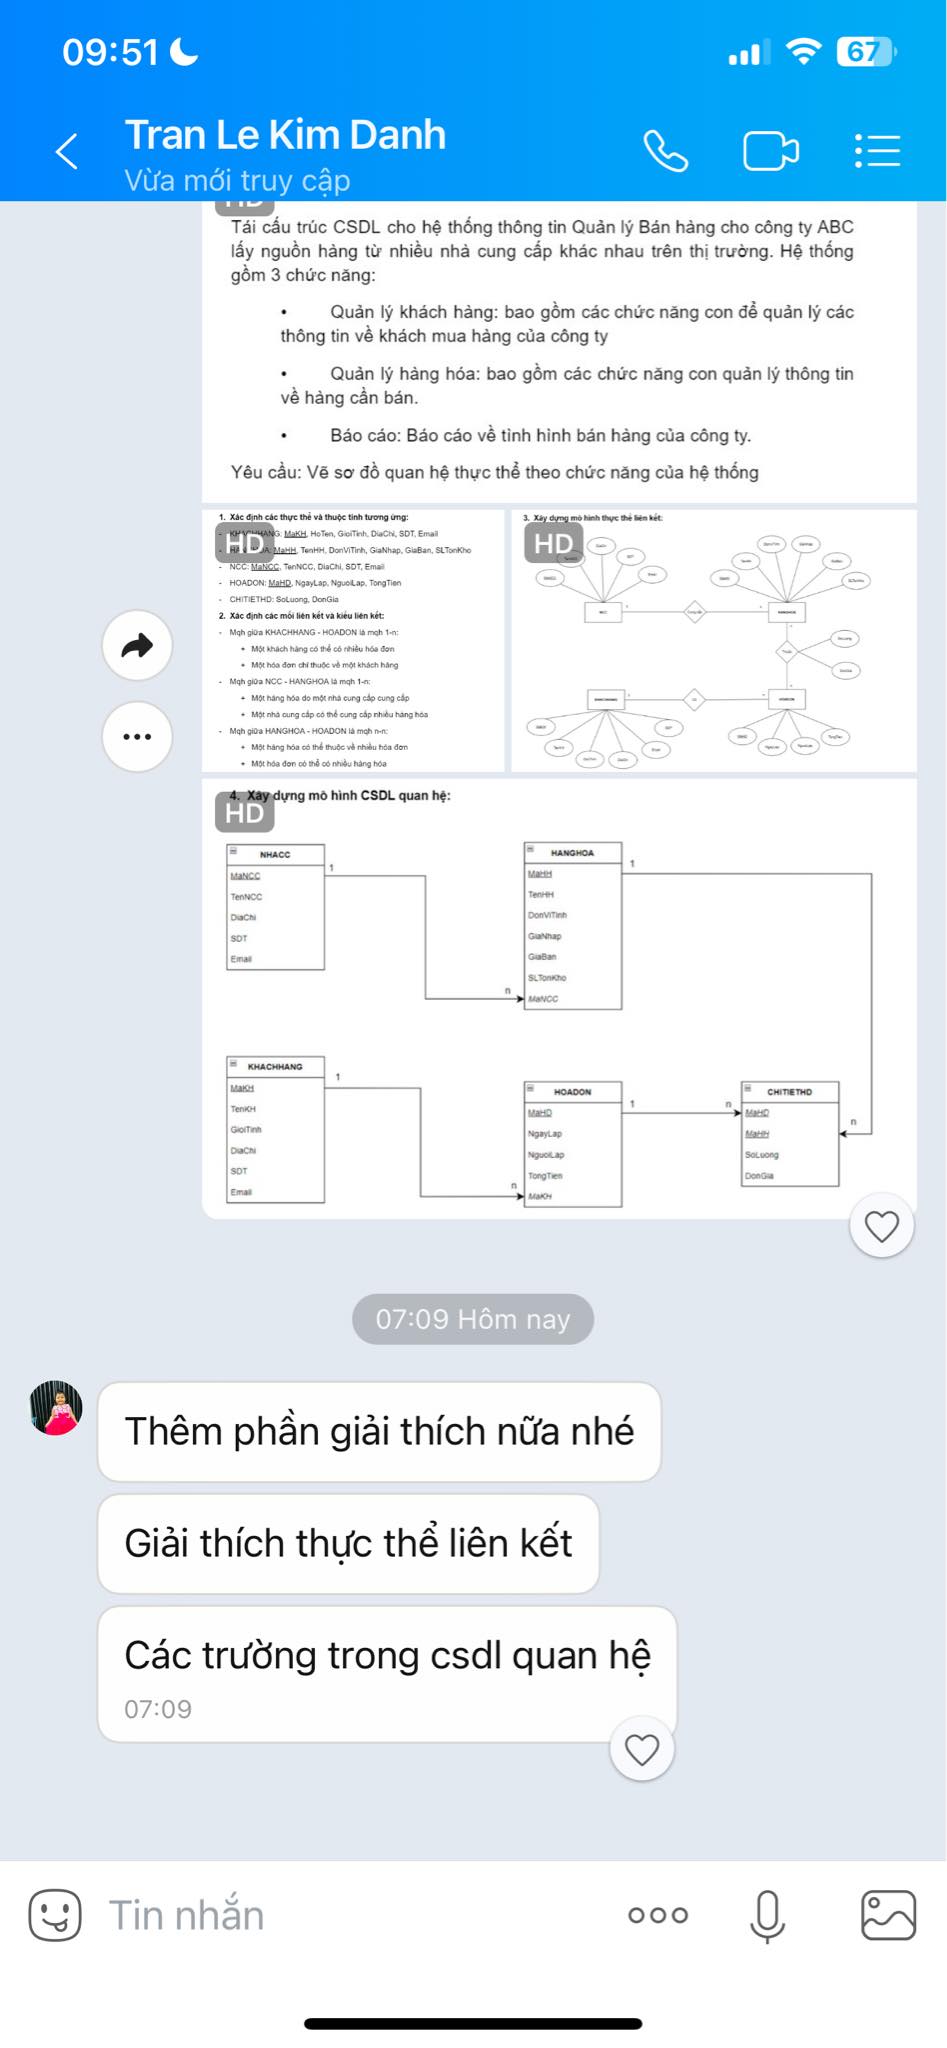 09:51
67
Tran Le Kim Danh
Vừa mới truy cập
HD
Tái cấu trúc CSDL cho hệ thống thông tin Quản lý Bán hàng cho công ty ABC
lấy nguồn hàng từ nhiều nhà cung cấp khác nhau trên thị trường. Hệ thống
gồm 3 chức năng:
• Quản lý khách hàng: bao gồm các chức năng con để quản lý các
thông tin về khách mua hàng của công ty
• Quản lý hàng hóa: bao gồm các chức năng con quản lý thông tin
về hàng cần bán.
• Báo cáo: Báo cáo về tình hình bán hàng của công ty.
Yêu cầu: Vẽ sơ đồ quan hệ thực thể theo chức năng của hệ thống
1. Xác định các thực thể và thuộc tính tương ứng:
- KHACHHANG: MaKH, HoTen, GioiTinh, DiaChi, SDT, Email
HD
- HANGHOA: MaHH, TenHH, DonViTinh, GiaNhap, GiaBan, SLTonKho
- NCC: MaNCC, TenNCC, DiaChi, SDT, Email
- HOADON: MaHD, NgayLap, NguoiLap, TongTien
- CHITIETHD: SoLuong, DonGia
2. Xác định các mối liên kết và kiểu liên kết:
- Mqh giữa KHACHHANG - HOADON là mqh 1-n:
+ Một khách hàng có thể có nhiều hóa đơn
+ Một hóa đơn chỉ thuộc về một khách hàng
- Mqh giữa NCC - HANGHOA là mqh 1-n:
+ Một hàng hóa do một nhà cung cấp cung cấp
+ Một nhà cung cấp có thể cung cấp nhiều hàng hóa
- Mqh giữa HANGHOA - HOADON là mqh n-n:
+ Một hàng hóa có thể thuộc về nhiều hóa đơn
+ Một hóa đơn có thể có nhiều hàng hóa
3. Xây dựng mô hình thực thể liên kết:
HD
NCC
HANGHOA
KHACHHANG
HOADON
4. Xây dựng mô hình CSDL quan hệ:
HD
NHACC
MaNCC
TenNCC
DiaChi
SDT
Email
1
n
HANGHOA
MaHH
TenHH
DonViTinh
GiaNhap
GiaBan
SLTonKho
MaNCC
1
KHACHHANG
MaKH
TenKH
GioiTinh
DiaChi
SDT
Email
1
n
HOADON
MaHD
NgayLap
NguoiLap
TongTien
MaKH
1
n
CHITIETHD
MaHD
MaHH
SoLuong
DonGia
n
07:09 Hôm nay
Thêm phần giải thích nữa nhé
Giải thích thực thể liên kết
Các trường trong csdl quan hệ
07:09
Tin nhắn